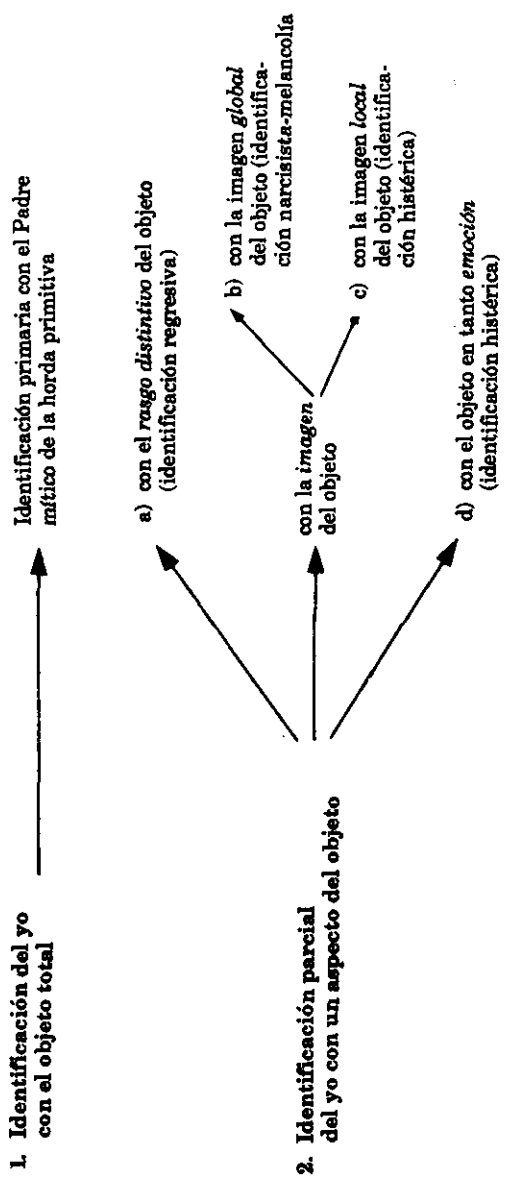 1. Identificación del yo
con el objeto total
Identificación primaria con el Padre
mítico de la horda primitiva
2. Identificación parcial
del yo con un aspecto del objeto
a) con el rasgo distintivo del objeto
(identificación regresiva)
con la imagen
del objeto
b) con la imagen global
del objeto (identifica-
ción narcisista-melancolía
c) con la imagen local
del objeto (identifica-
ción histérica)
d) con el objeto en tanto emoción
(identificación histérica)